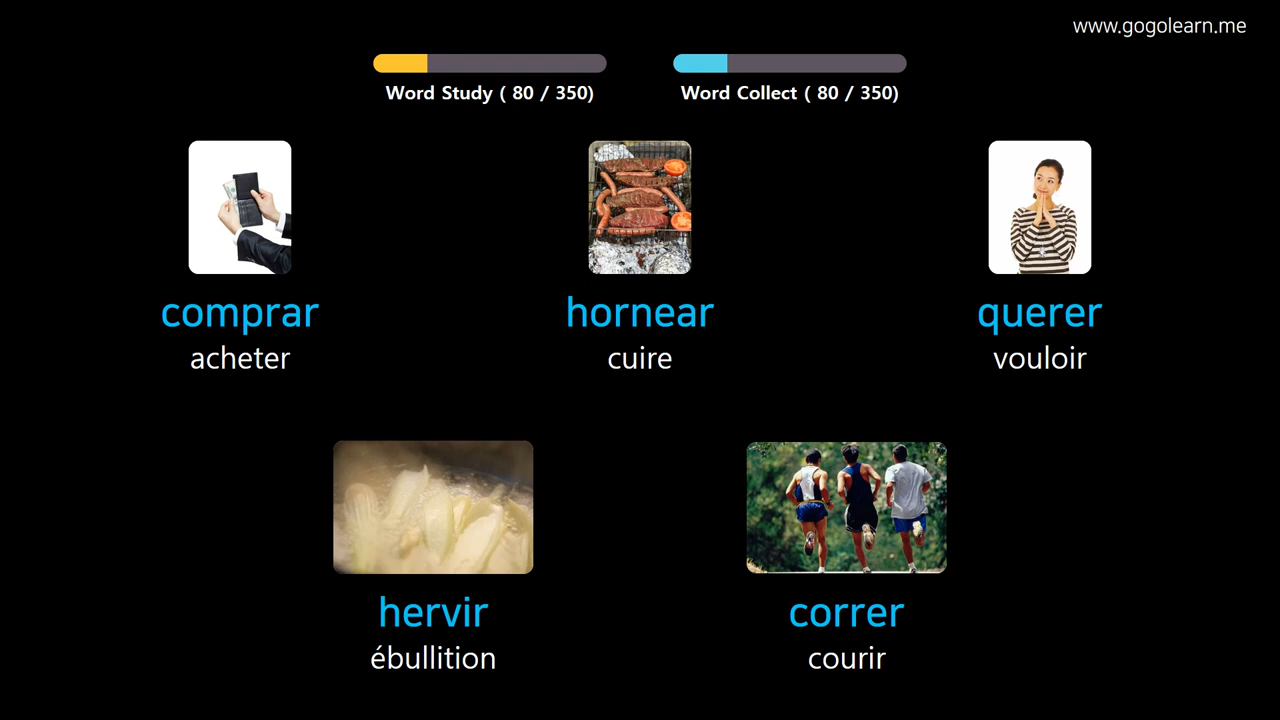 www.gogolearn.me
Word Study ( 80 / 350)
Word Collect ( 80 / 350)
comprar
acheter
hornear
cuire
querer
vouloir
hervir
ébullition
correr
courir